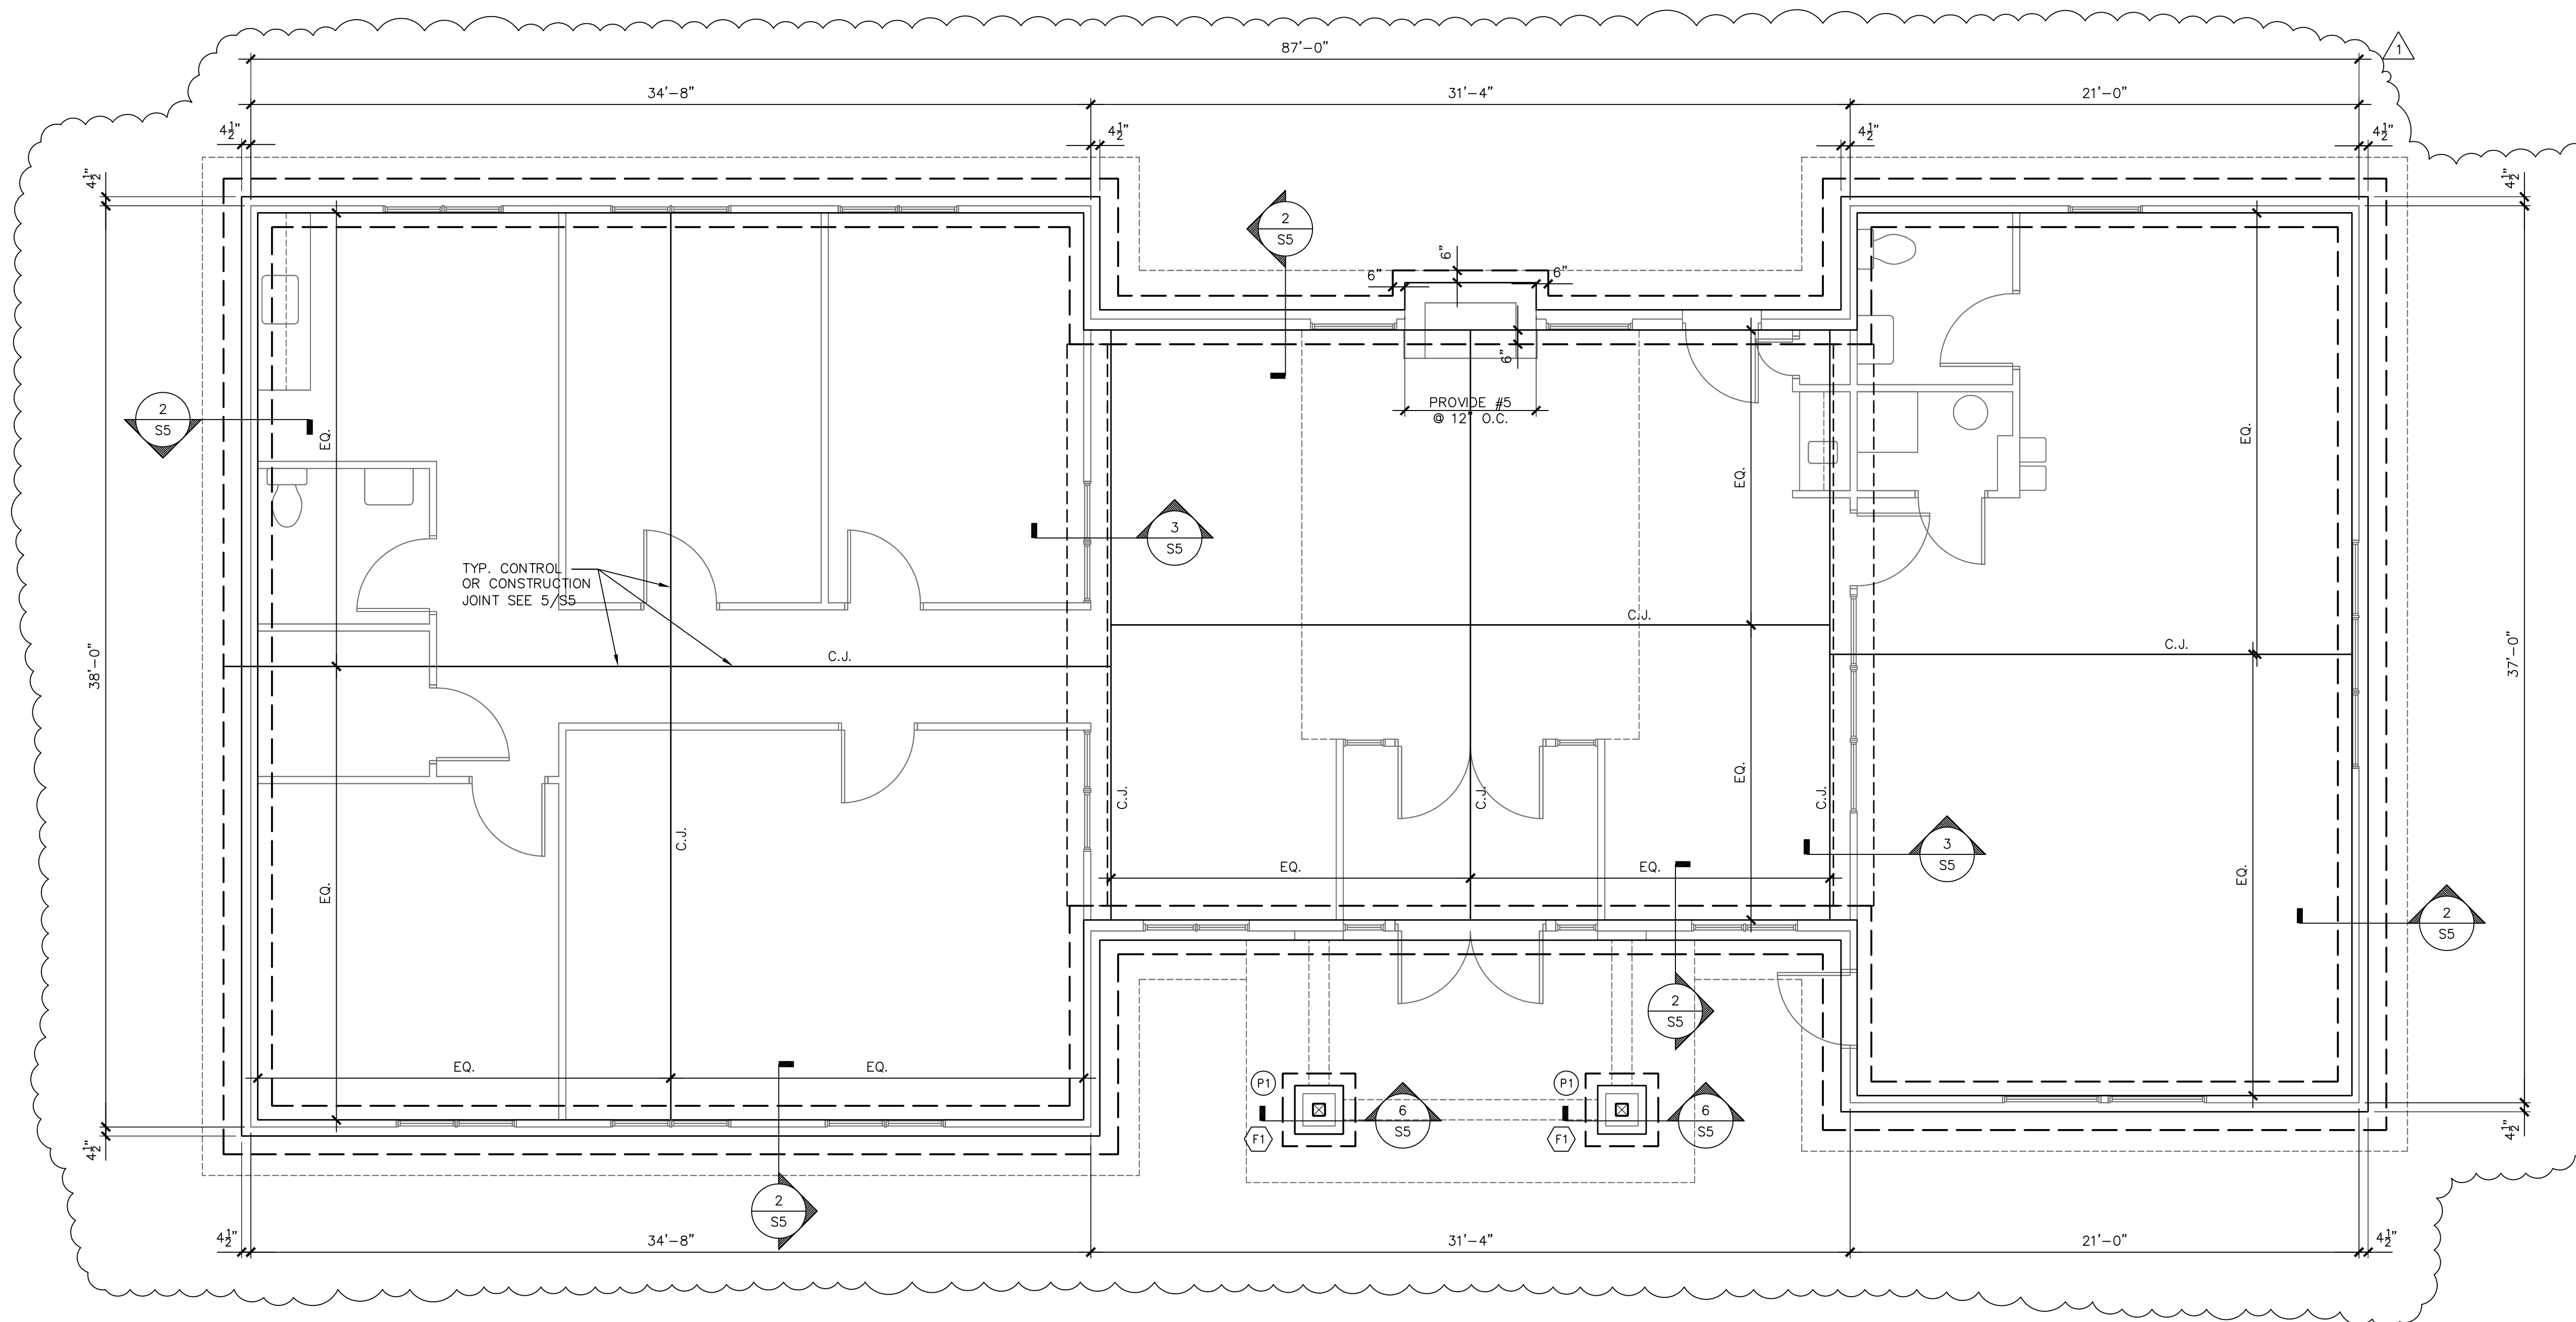 87'-0"
1
34'-8"
31'-4"
21'-0"
4½"
4½"
4½"
4½"
4½"
4½"
2
S5
6"
6"
6"
6"
PROVIDE #5
@ 12" O.C.
2
S5
EQ.
EQ.
EQ.
3
S5
TYP. CONTROL
OR CONSTRUCTION
JOINT SEE 5/S5
C.J.
C.J.
C.J.
38'-0"
37'-0"
EQ.
C.J.
C.J.
C.J.
C.J.
3
S5
EQ.
EQ.
EQ.
EQ.
2
S5
2
S5
EQ.
EQ.
P1
P1
6
S5
6
S5
F1
F1
4½"
4½"
2
S5
4½"
34'-8"
31'-4"
21'-0"
4½"